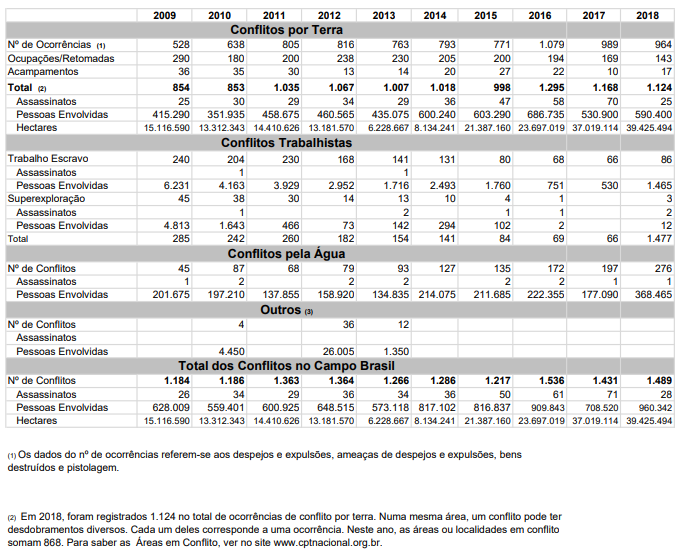 2009 2010 2011 2012 2013 2014 2015 2016 2017 2018
Conflitos por Terra
Nº de Ocorrências (1) 528 638 805 816 763 793 771 1.079 989 964
Ocupações/Retomadas 290 180 200 238 230 205 200 194 169 143
Acampamentos 36 35 30 13 14 20 27 22 10 17
Total (2) 854 853 1.035 1.067 1.007 1.018 998 1.295 1.168 1.124
Assassinatos 25 30 29 34 29 36 47 58 70 25
Pessoas Envolvidas 415.290 351.935 458.675 460.565 435.075 600.240 603.290 686.735 530.900 590.400
Hectares 15.116.590 13.312.343 14.410.626 13.181.570 6.228.667 8.134.241 21.387.160 23.697.019 37.019.114 39.425.494
Conflitos Trabalhistas
Trabalho Escravo 240 204 230 168 141 131 80 68 66 86
Assassinatos 1 1
Pessoas Envolvidas 6.231 4.163 3.929 2.952 1.716 2.493 1.760 751 530 1.465
Superexploração 45 38 30 14 13 10 4 1 3
Assassinatos 1 2 1 1 2
Pessoas Envolvidas 4.813 1.643 466 73 142 294 102 2 12
Total 285 242 260 182 154 141 84 69 66 1.477
Conflitos pela Água
Nº de Conflitos 45 87 68 79 93 127 135 172 197 276
Assassinatos 1 2 2 2 2 2 1 1
Pessoas Envolvidas 201.675 197.210 137.855 158.920 134.835 214.075 211.685 222.355 177.090 368.465
Outros (3)
Nº de Conflitos 4 36 12
Assassinatos
Pessoas Envolvidas 4.450 26.005 1.350
Total dos Conflitos no Campo Brasil
Nº de Conflitos 1.184 1.186 1.363 1.364 1.266 1.286 1.217 1.536 1.431 1.489
Assassinatos 26 34 29 36 34 36 50 61 71 28
Pessoas Envolvidas 628.009 559.401 600.925 648.515 573.118 817.102 816.837 909.843 708.520 960.342
Hectares 15.116.590 13.312.343 14.410.626 13.181.570 6.228.667 8.134.241 21.387.160 23.697.019 37.019.114 39.425.494
(1) Os dados do nº de ocorrências referem-se aos despejos e expulsões, ameaças de despejos e expulsões, bens
destruídos e pistolagem.
(2) Em 2018, foram registrados 1.124 no total de ocorrências de conflito por terra. Numa mesma área, um conflito pode ter
desdobramentos diversos. Cada um deles corresponde a uma ocorrência. Neste ano, as áreas ou localidades em conflito
somam 868. Para saber as Áreas em Conflito, ver no site www.cptnacional.org.br.